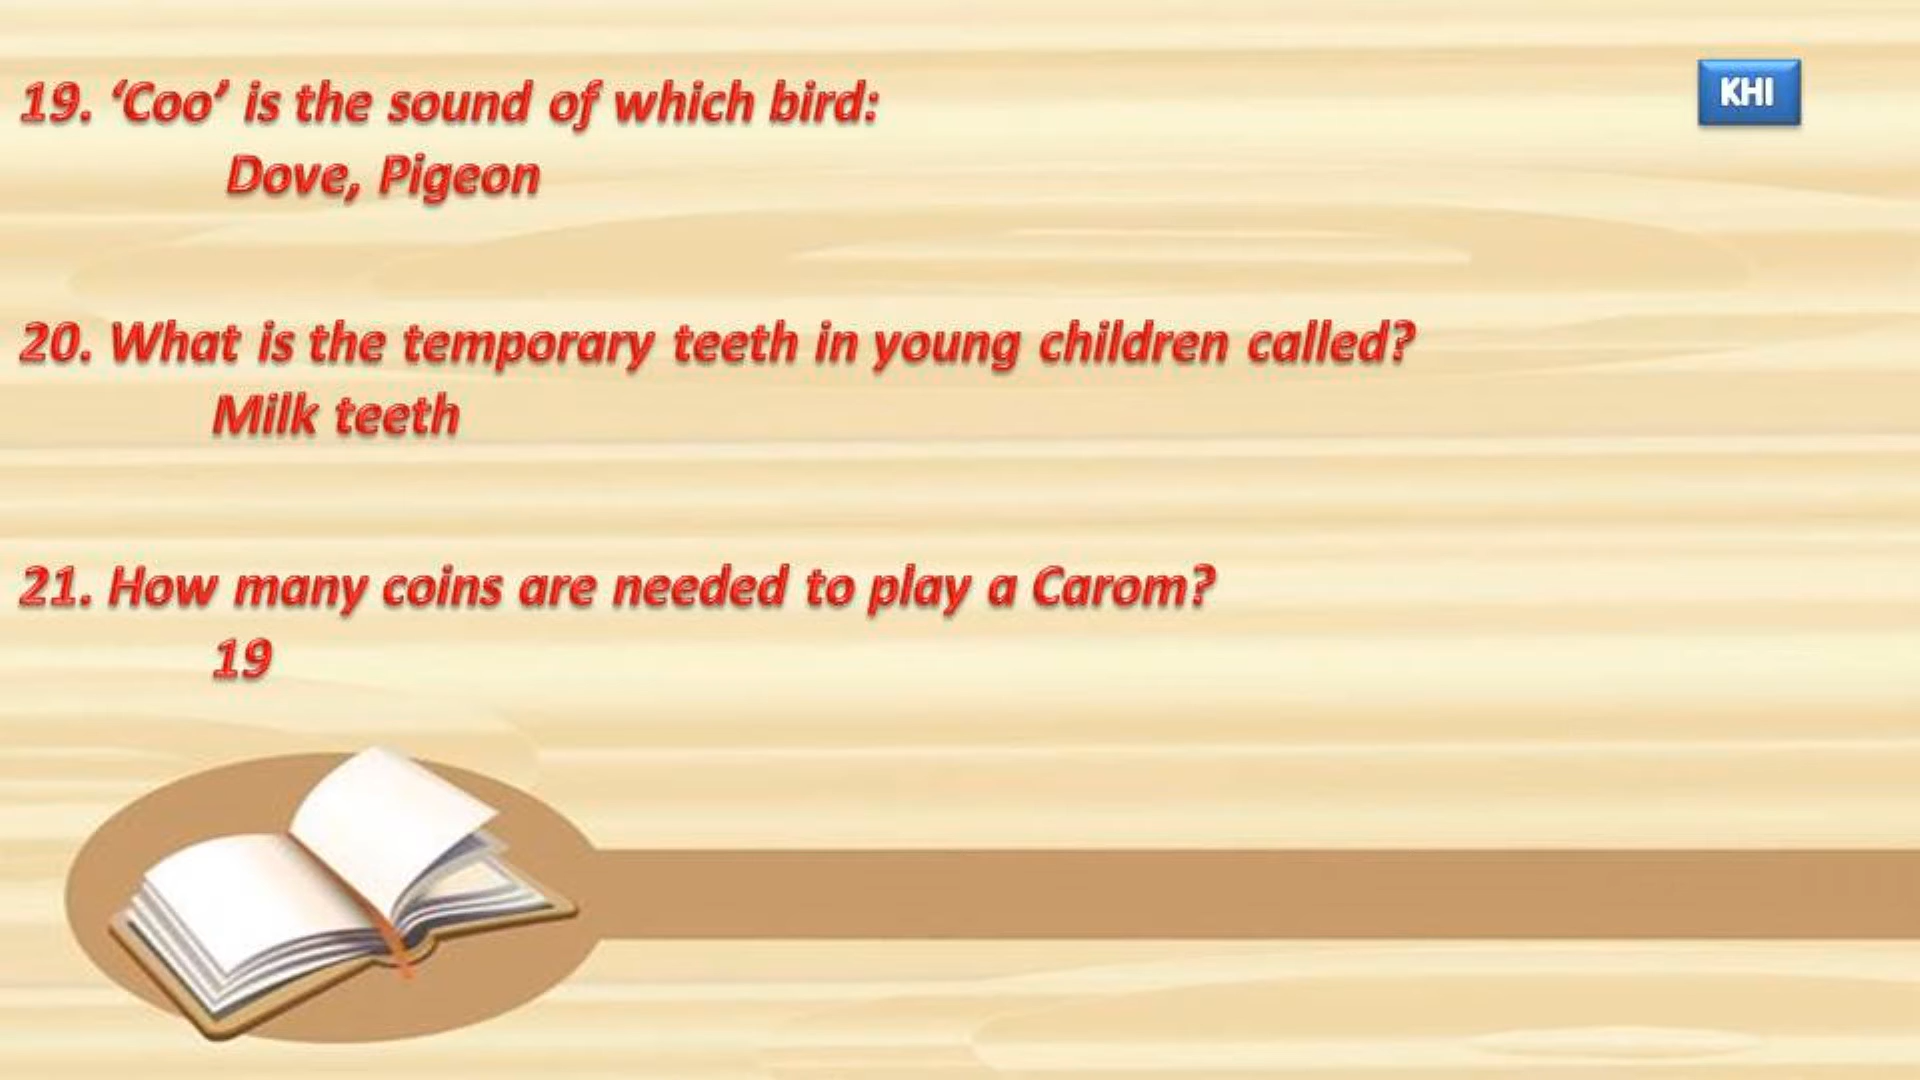 19. ‘Coo’ is the sound of which bird:
KHI
Dove, Pigeon
20. What is the temporary teeth in young children called?
Milk teeth
21. How many coins are needed to play a Carom?
19